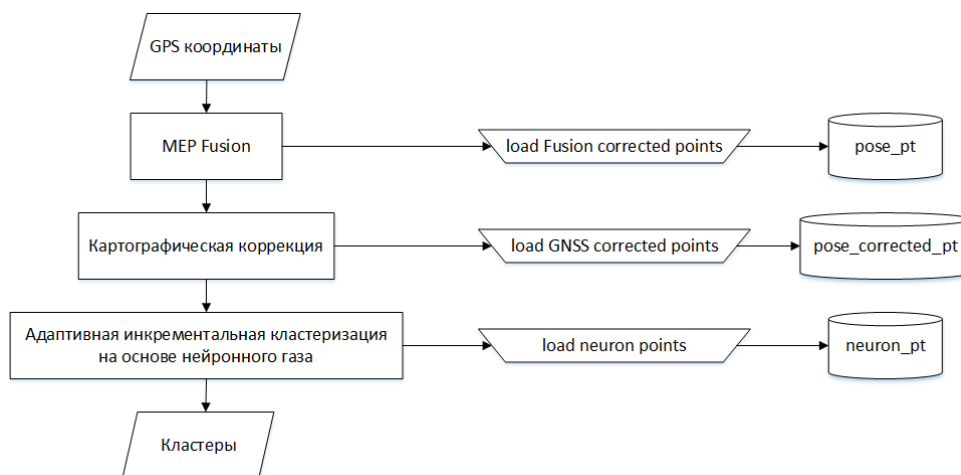 GPS координаты
MEP Fusion
load Fusion corrected points
pose_pt
Картографическая коррекция
load GNSS corrected points
pose_corrected_pt
Адаптивная инкрементальная кластеризация
на основе нейронного газа
load neuron points
neuron_pt
Кластеры